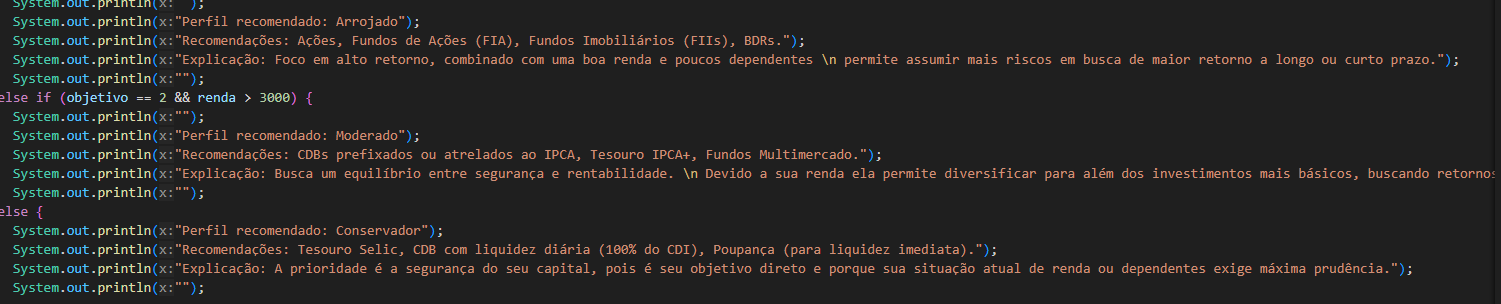 System.out.println(x:" ");
System.out.println(x:"Perfil recomendado: Arrojado");
System.out.println(x:"Recomendações: Ações, Fundos de Ações (FIA), Fundos Imobiliários (FIIs), BDRs.");
System.out.println(x:"Explicação: Foco em alto retorno, combinado com uma boa renda e poucos dependentes \n permite assumir mais riscos em busca de maior retorno a longo ou curto prazo.");
System.out.println(x:"");
else if (objetivo == 2 && renda > 3000) {
System.out.println(x:"");
System.out.println(x:"Perfil recomendado: Moderado");
System.out.println(x:"Recomendações: CDBs prefixados ou atrelados ao IPCA, Tesouro IPCA+, Fundos Multimercado.");
System.out.println(x:"Explicação: Busca um equilíbrio entre segurança e rentabilidade. \n Devido a sua renda ela permite diversificar para além dos investimentos mais básicos, buscando retornos
System.out.println(x:"");
else {
System.out.println(x:"Perfil recomendado: Conservador");
System.out.println(x:"Recomendações: Tesouro Selic, CDB com liquidez diária (100% do CDI), Poupança (para liquidez imediata).");
System.out.println(x:"Explicação: A prioridade é a segurança do seu capital, pois é seu objetivo direto e porque sua situação atual de renda ou dependentes exige máxima prudência.");
System.out.println(x:"");